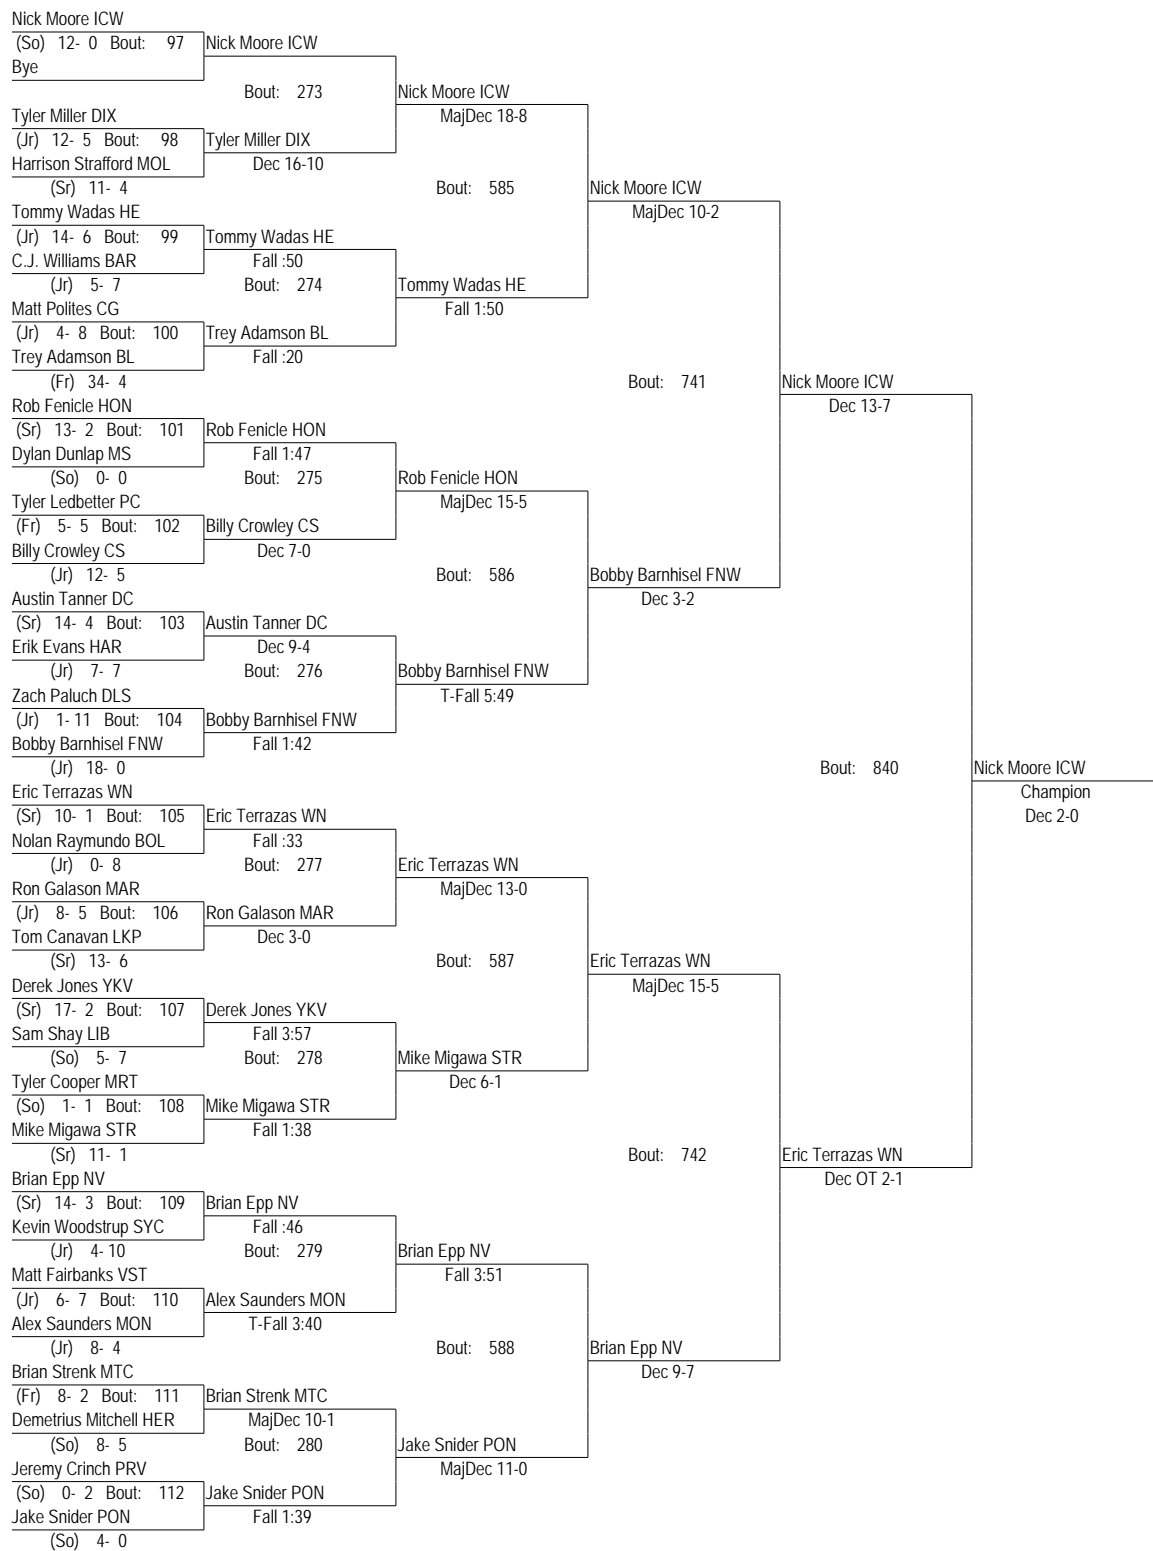 Nick Moore ICW
(So) 12- 0 Bout: 97 Nick Moore ICW
Bye
Bout: 273 Nick Moore ICW
Tyler Miller DIX MajDec 18-8
(Jr) 12- 5 Bout: 98 Tyler Miller DIX
Harrison Strafford MOL Dec 16-10
(Sr) 11- 4 Bout: 585 Nick Moore ICW
Tommy Wadas HE MajDec 10-2
(Jr) 14- 6 Bout: 99 Tommy Wadas HE
C.J. Williams BAR Fall :50
(Jr) 5- 7 Bout: 274 Tommy Wadas HE
Matt Polites CG Fall 1:50
(Jr) 4- 8 Bout: 100 Trey Adamson BL
Trey Adamson BL Fall :20
(Fr) 34- 4 Bout: 741 Nick Moore ICW
Rob Fenicle HON Dec 13-7
(Sr) 13- 2 Bout: 101 Rob Fenicle HON
Dylan Dunlap MS Fall 1:47
(So) 0- 0 Bout: 275 Rob Fenicle HON
Tyler Ledbetter PC MajDec 15-5
(Fr) 5- 5 Bout: 102 Billy Crowley CS
Billy Crowley CS Dec 7-0
(Jr) 12- 5 Bout: 586 Bobby Barnhisel FNW
Austin Tanner DC Dec 3-2
(Sr) 14- 4 Bout: 103 Austin Tanner DC
Erik Evans HAR Dec 9-4
(Jr) 7- 7 Bout: 276 Bobby Barnhisel FNW
Zach Paluch DLS T-Fall 5:49
(Jr) 1- 11 Bout: 104 Bobby Barnhisel FNW
Bobby Barnhisel FNW Fall 1:42
(Jr) 18- 0 Bout: 840 Nick Moore ICW
Eric Terrazas WN Champion
(Sr) 10- 1 Bout: 105 Eric Terrazas WN Dec 2-0
Nolan Raymundo BOL Fall :33
(Jr) 0- 8 Bout: 277 Eric Terrazas WN
Ron Galason MAR MajDec 13-0
(Jr) 8- 5 Bout: 106 Ron Galason MAR
Tom Canavan LKP Dec 3-0
(Sr) 13- 6 Bout: 587 Eric Terrazas WN
Derek Jones YKV MajDec 15-5
(Sr) 17- 2 Bout: 107 Derek Jones YKV
Sam Shay LIB Fall 3:57
(So) 5- 7 Bout: 278 Mike Migawa STR
Tyler Cooper MRT Dec 6-1
(So) 1- 1 Bout: 108 Mike Migawa STR
Mike Migawa STR Fall 1:38
(Sr) 11- 1 Bout: 742 Eric Terrazas WN
Brian Epp NV Dec OT 2-1
(Sr) 14- 3 Bout: 109 Brian Epp NV
Kevin Woodstrup SYC Fall :46
(Jr) 4- 10 Bout: 279 Brian Epp NV
Matt Fairbanks VST Fall 3:51
(Jr) 6- 7 Bout: 110 Alex Saunders MON
Alex Saunders MON T-Fall 3:40
(Jr) 8- 4 Bout: 588 Brian Epp NV
Brian Strenk MTC Dec 9-7
(Fr) 8- 2 Bout: 111 Brian Strenk MTC
Demetrius Mitchell HER MajDec 10-1
(So) 8- 5 Bout: 280 Jake Snider PON
Jeremy Crinch PRV MajDec 11-0
(So) 0- 2 Bout: 112 Jake Snider PON
Jake Snider PON Fall 1:39
(So) 4- 0